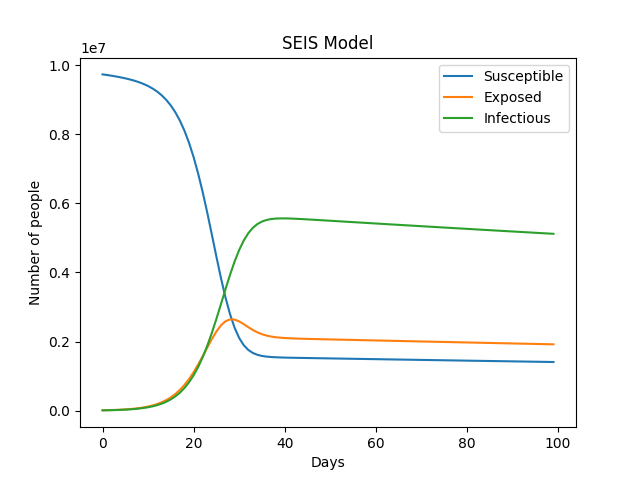 SEIS Model
1e7
Susceptible
Exposed
Infectious
1.0
0.8
0.6
0.4
0.2
0.0
Number of people
0 20 40 60 80 100
Days